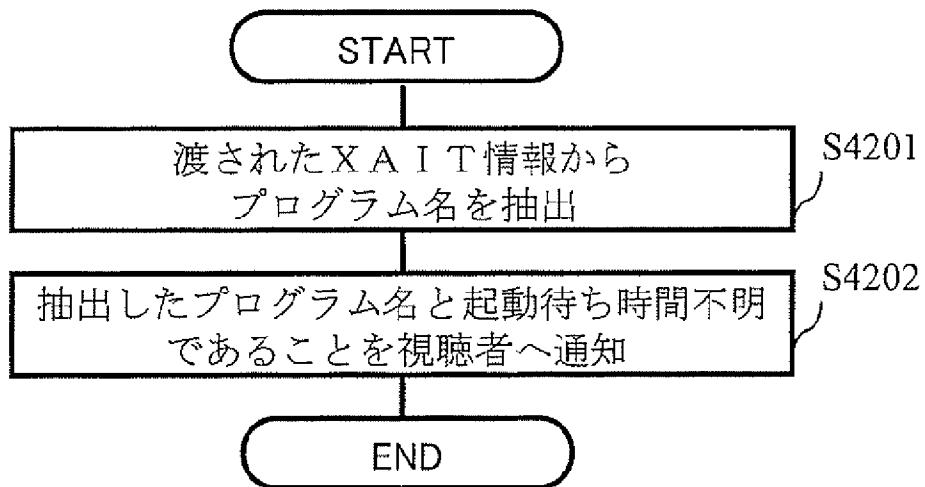 START
渡されたＸＡＩＴ情報から
プログラム名を抽出
S4201
抽出したプログラム名と起動待ち時間不明
であることを視聴者へ通知
S4202
END